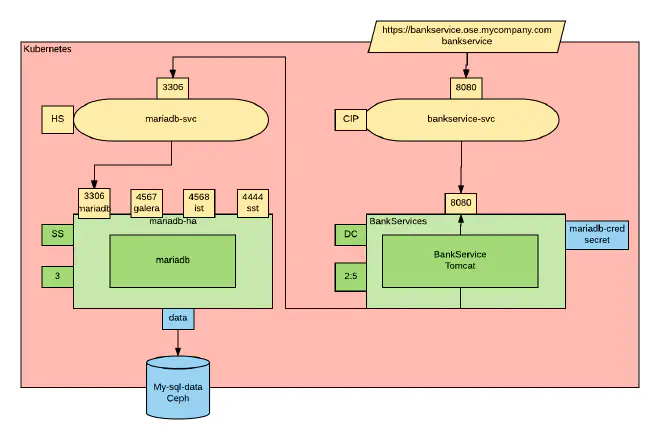 https://bankservice.ose.mycompany.com
bankservice
Kubernetes
3306
8080
HS
mariadb-svc
CIP
bankservice-svc
3306
mariadb
4567
galera
4568
ist
4444
sst
8080
mariadb-ha
BankServices
SS
mariadb
3
DC
BankService
Tomcat
2:5
mariadb-cred
secret
data
My-sql-data
Ceph